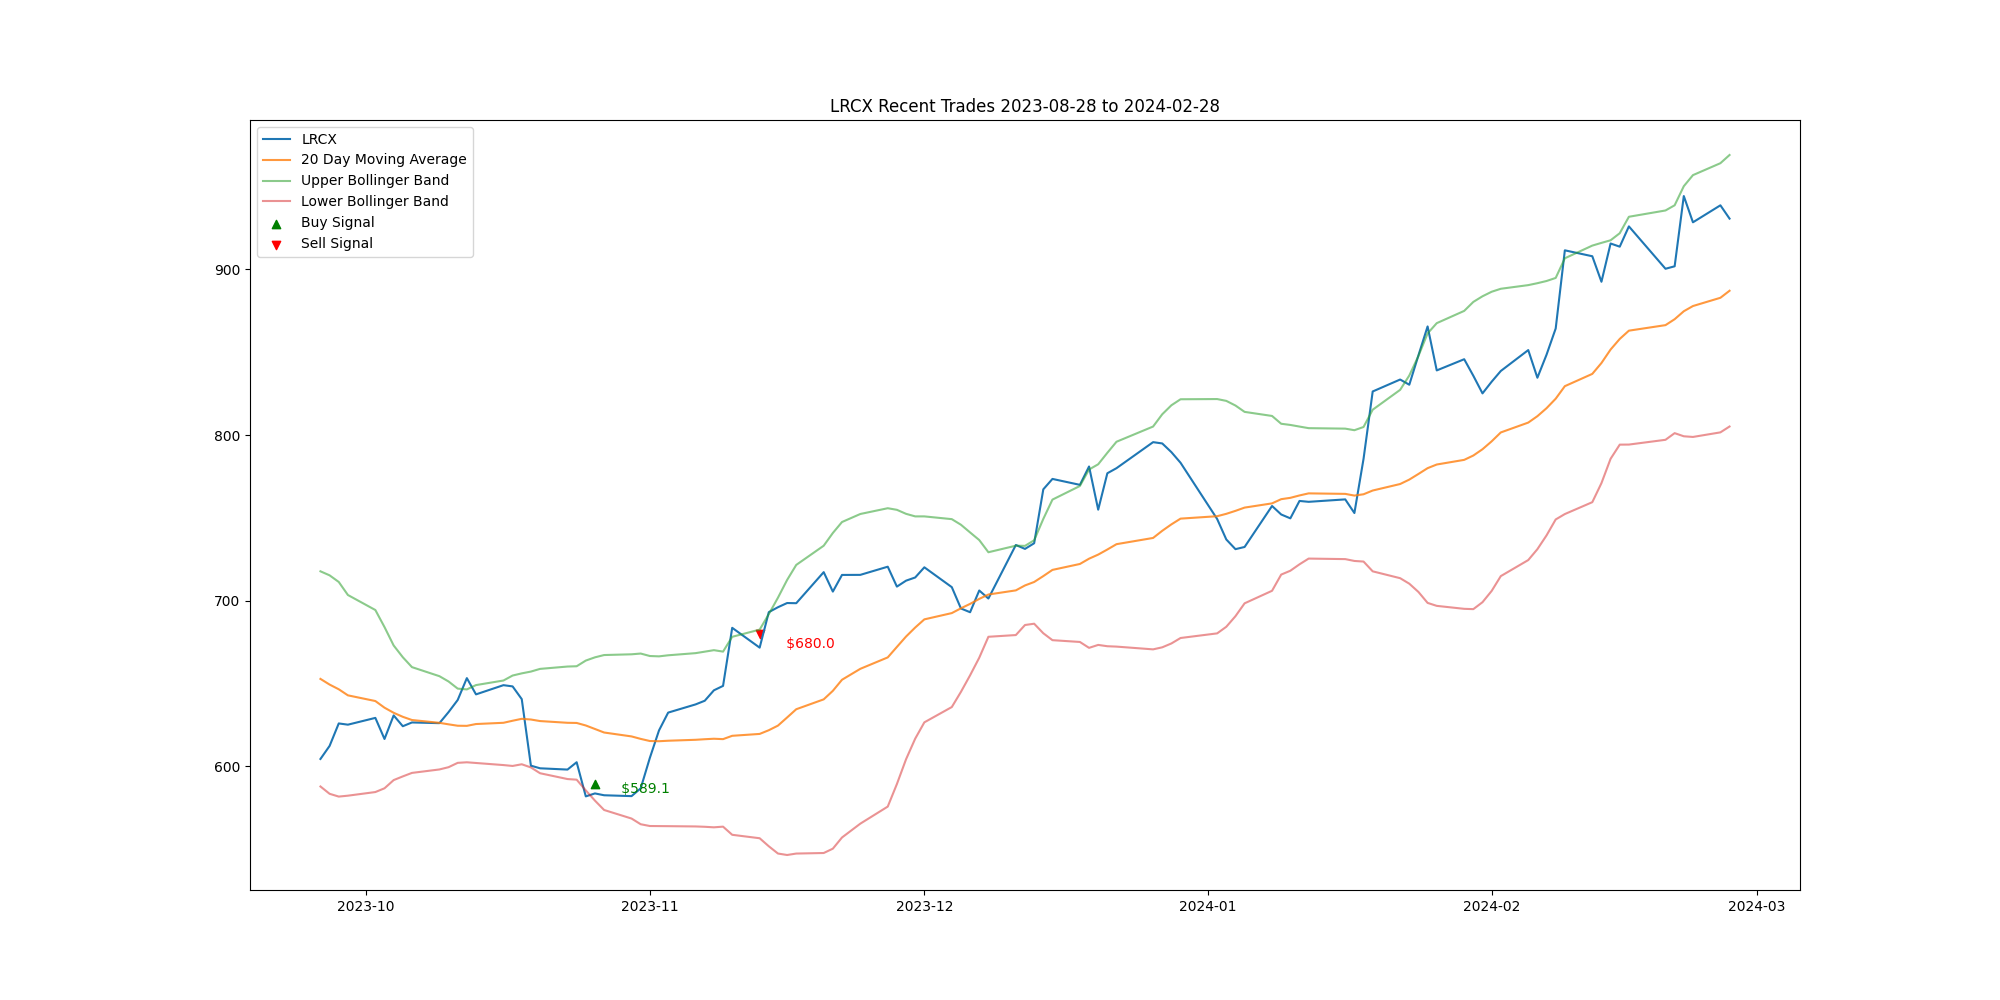 LRCX Recent Trades 2023-08-28 to 2024-02-28
LRCX
20 Day Moving Average
Upper Bollinger Band
Lower Bollinger Band
Buy Signal
Sell Signal
900
800
700
600
$680.0
$589.1
2023-10
2023-11
2023-12
2024-01
2024-02
2024-03